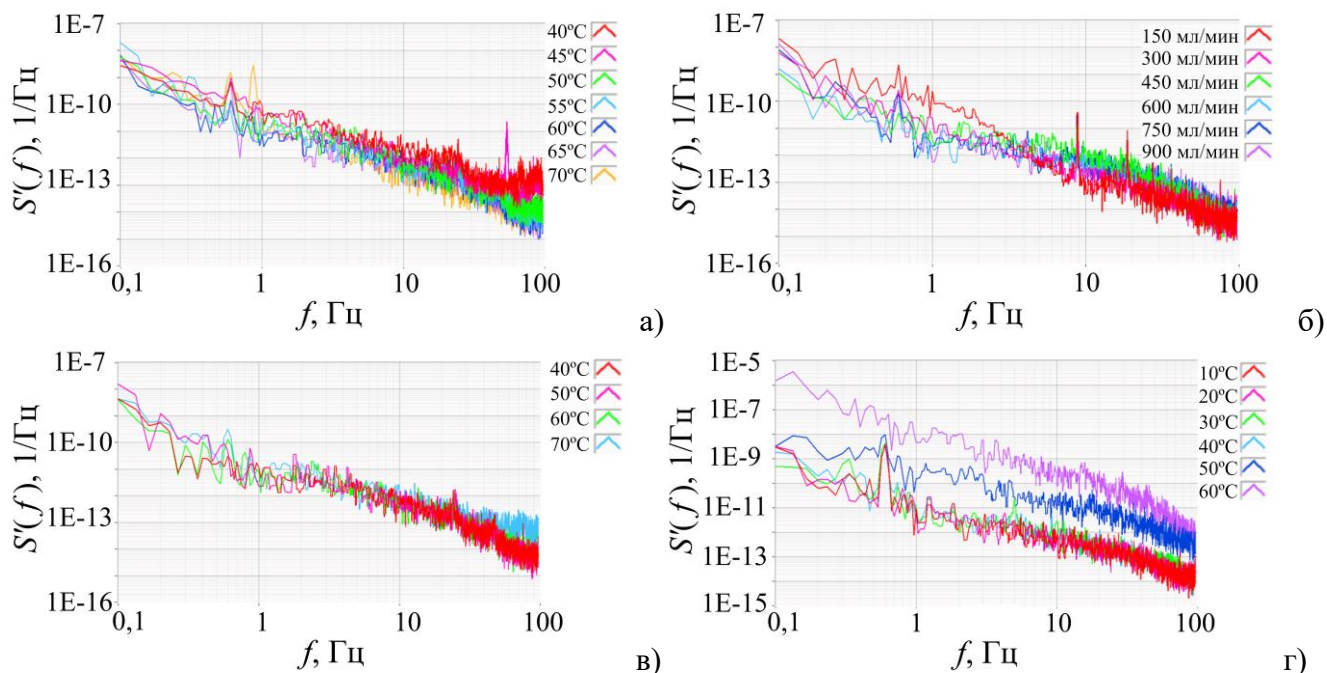 1E-7
1E-10
1E-13
1E-16
S'(f), 1/Гц
0,1 1 10 100
f, Гц
40ºC
45ºC
50ºC
55ºC
60ºC
65ºC
70ºC
а)
1E-7
1E-10
1E-13
1E-16
S'(f), 1/Гц
0,1 1 10 100
f, Гц
150 мл/мин
300 мл/мин
450 мл/мин
600 мл/мин
750 мл/мин
900 мл/мин
б)
1E-7
1E-10
1E-13
1E-16
S'(f), 1/Гц
0,1 1 10 100
f, Гц
40ºC
50ºC
60ºC
70ºC
в)
1E-5
1E-7
1E-9
1E-11
1E-13
1E-15
S'(f), 1/Гц
0,1 1 10 100
f, Гц
10ºC
20ºC
30ºC
40ºC
50ºC
60ºC
г)